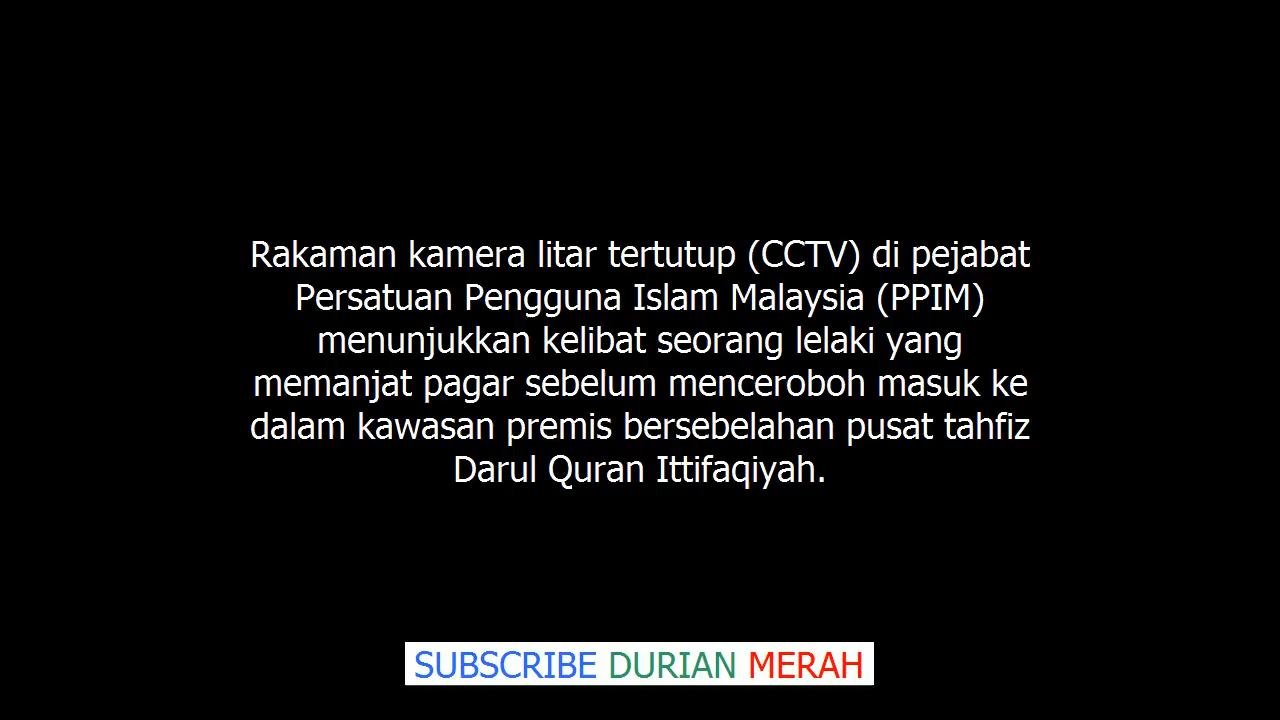 Rakaman kamera litar tertutup (CCTV) di pejabat
Persatuan Pengguna Islam Malaysia (PPIM)
menunjukkan kelibat seorang lelaki yang
memanjat pagar sebelum menceroboh masuk ke
dalam kawasan premis bersebelahan pusat tahfiz
Darul Quran Ittifaqiyah.
SUBSCRIBE DURIAN MERAH